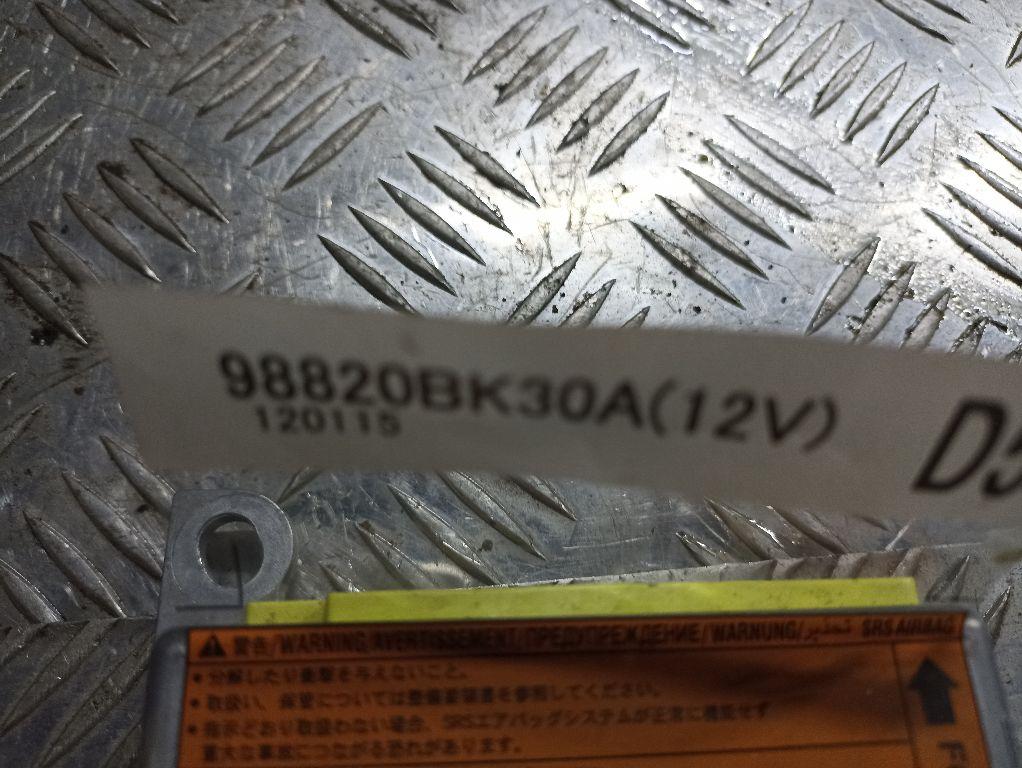 98820BK30A(12V)
120115
D5
警告/WARNING/AVERTISSEMENT/ПРЕДУПРЕЖДЕНИЕ/WARNUNG/تحذير SRS AIRBAG
・分解したり衝撃を与えないこと。
・取扱い、保管については整備要領書を参照してください。
・指示どおり取扱わない場合、SRSエアバッグシステムが正常に機能せず
重大な事故につながる恐れがあります。